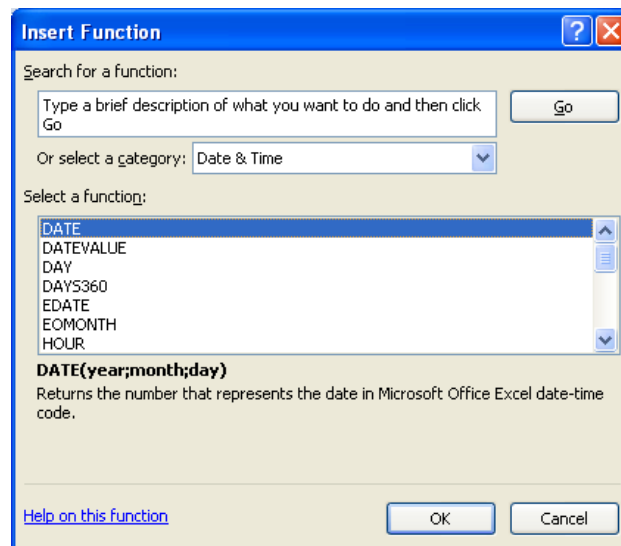 Insert Function
Search for a function:
Type a brief description of what you want to do and then click
Go
Go
Or select a category: Date & Time
Select a function:
DATE
DATEVALUE
DAY
DAYS360
EDATE
EOMONTH
HOUR
DATE(year;month;day)
Returns the number that represents the date in Microsoft Office Excel date-time
code.
Help on this function OK Cancel